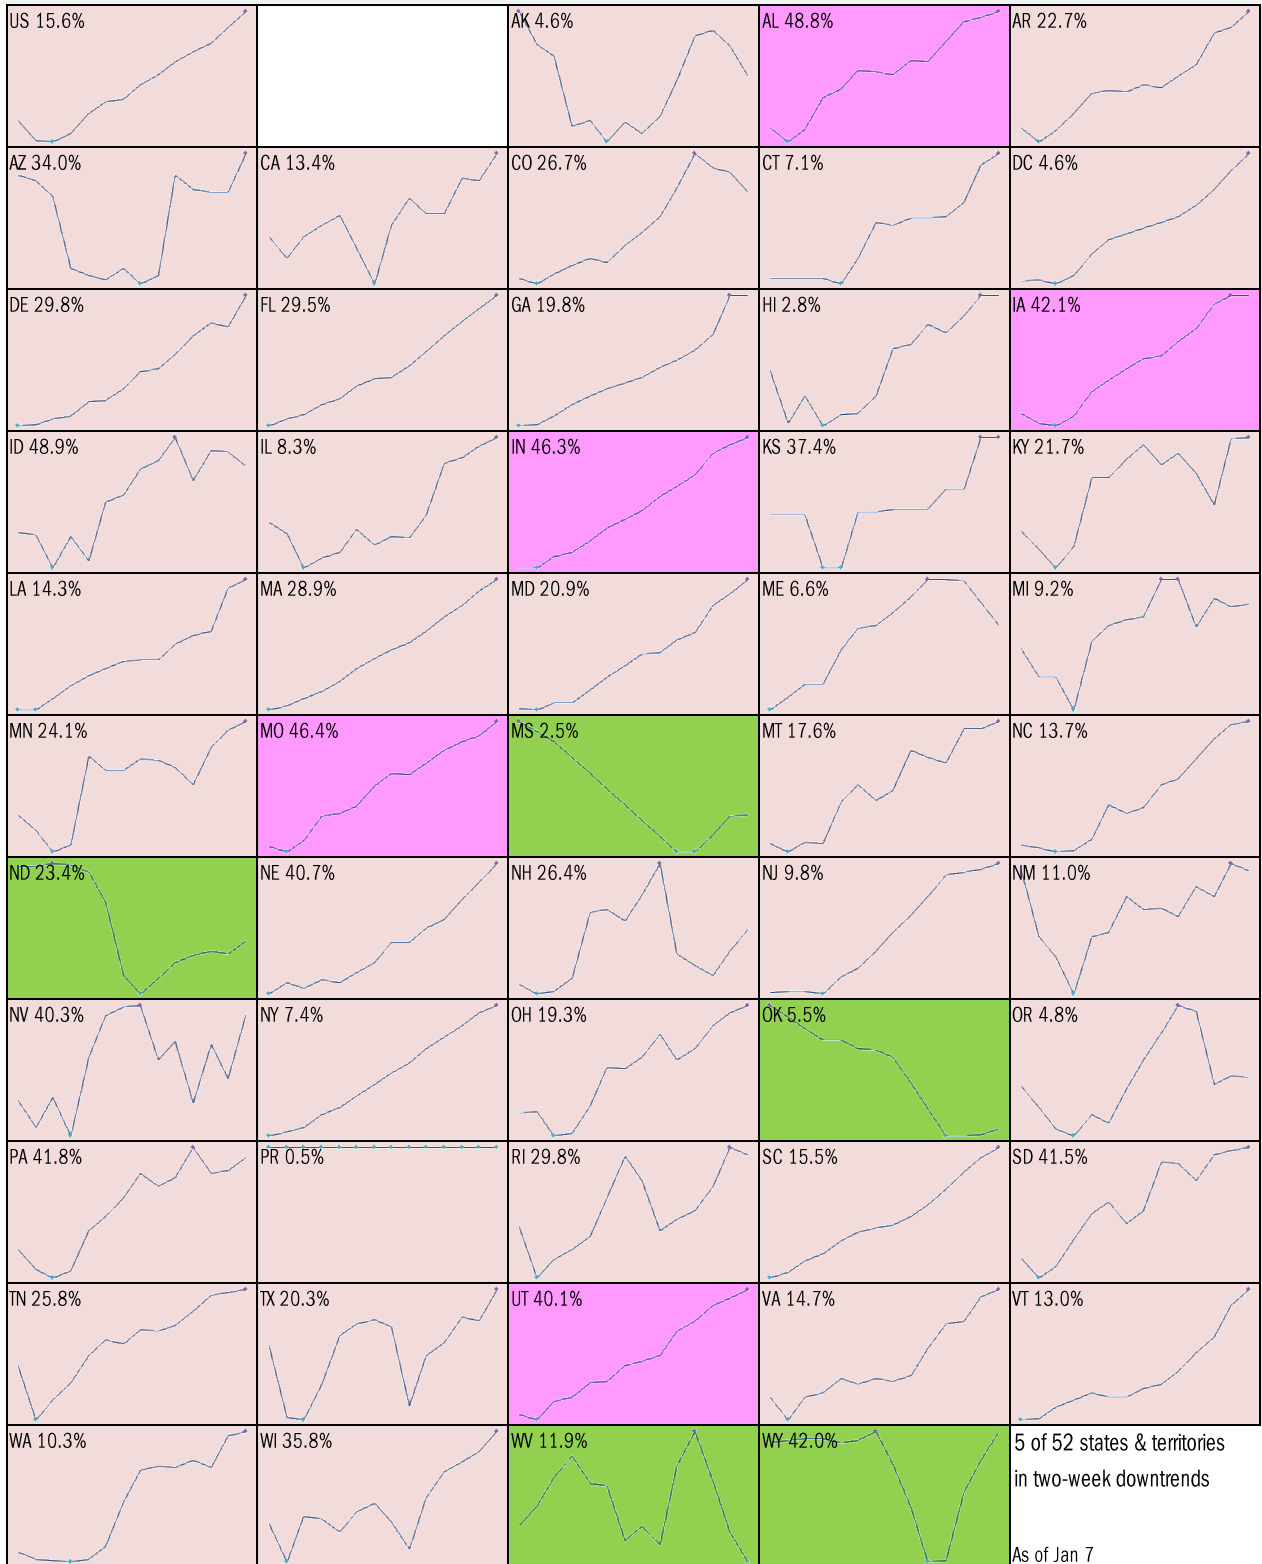 US 15.6%
AK 4.6%
AL 48.8%
AR 22.7%
AZ 34.0%
CA 13.4%
CO 26.7%
CT 7.1%
DC 4.6%
DE 29.8%
FL 29.5%
GA 19.8%
HI 2.8%
IA 42.1%
ID 48.9%
IL 8.3%
IN 46.3%
KS 37.4%
KY 21.7%
LA 14.3%
MA 28.9%
MD 20.9%
ME 6.6%
MI 9.2%
MN 24.1%
MO 46.4%
MS 2.5%
MT 17.6%
NC 13.7%
ND 23.4%
NE 40.7%
NH 26.4%
NJ 9.8%
NM 11.0%
NV 40.3%
NY 7.4%
OH 19.3%
OK 5.5%
OR 4.8%
PA 41.8%
PR 0.5%
RI 29.8%
SC 15.5%
SD 41.5%
TN 25.8%
TX 20.3%
UT 40.1%
VA 14.7%
VT 13.0%
WA 10.3%
WI 35.8%
WV 11.9%
WY 42.0%
5 of 52 states & territories
in two-week downtrends
As of Jan 7